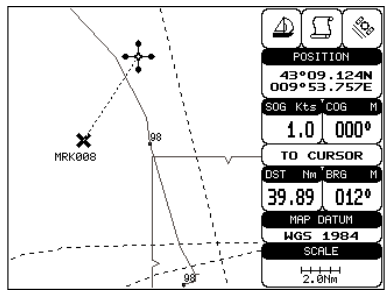 POSITION
43°09.124N
009°53.757E
SOG Kts COG M
1.0 000°
TO CURSOR
DST Nm BRG M
39.89 012°
MAP DATUM
WGS 1984
SCALE
2.0Nm
98
MRK008
98